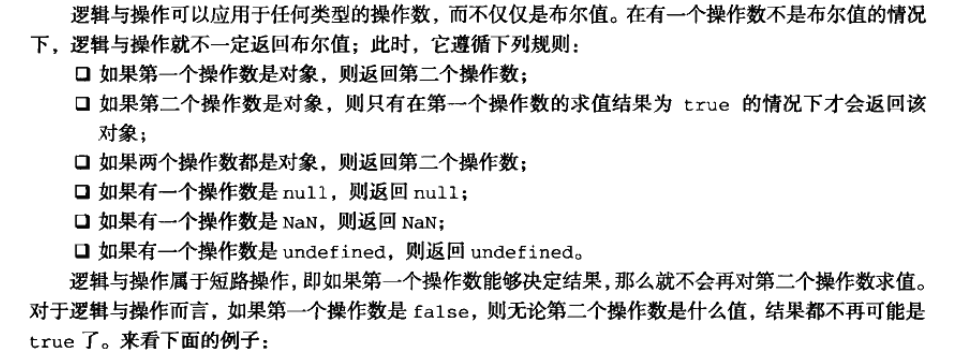 逻辑与操作可以应用于任何类型的操作数，而不仅仅是布尔值。在有一个操作数不是布尔值的情况
下，逻辑与操作就不一定返回布尔值；此时，它遵循下列规则：
❑ 如果第一个操作数是对象，则返回第二个操作数；
❑ 如果第二个操作数是对象，则只有在第一个操作数的求值结果为 true 的情况下才会返回该
对象；
❑ 如果两个操作数都是对象，则返回第二个操作数；
❑ 如果有一个操作数是 null，则返回 null；
❑ 如果有一个操作数是 NaN，则返回 NaN；
❑ 如果有一个操作数是 undefined，则返回 undefined。
逻辑与操作属于短路操作，即如果第一个操作数能够决定结果，那么就不会再对第二个操作数求值。
对于逻辑与操作而言，如果第一个操作数是 false，则无论第二个操作数是什么值，结果都不再可能是
true 了。来看下面的例子：